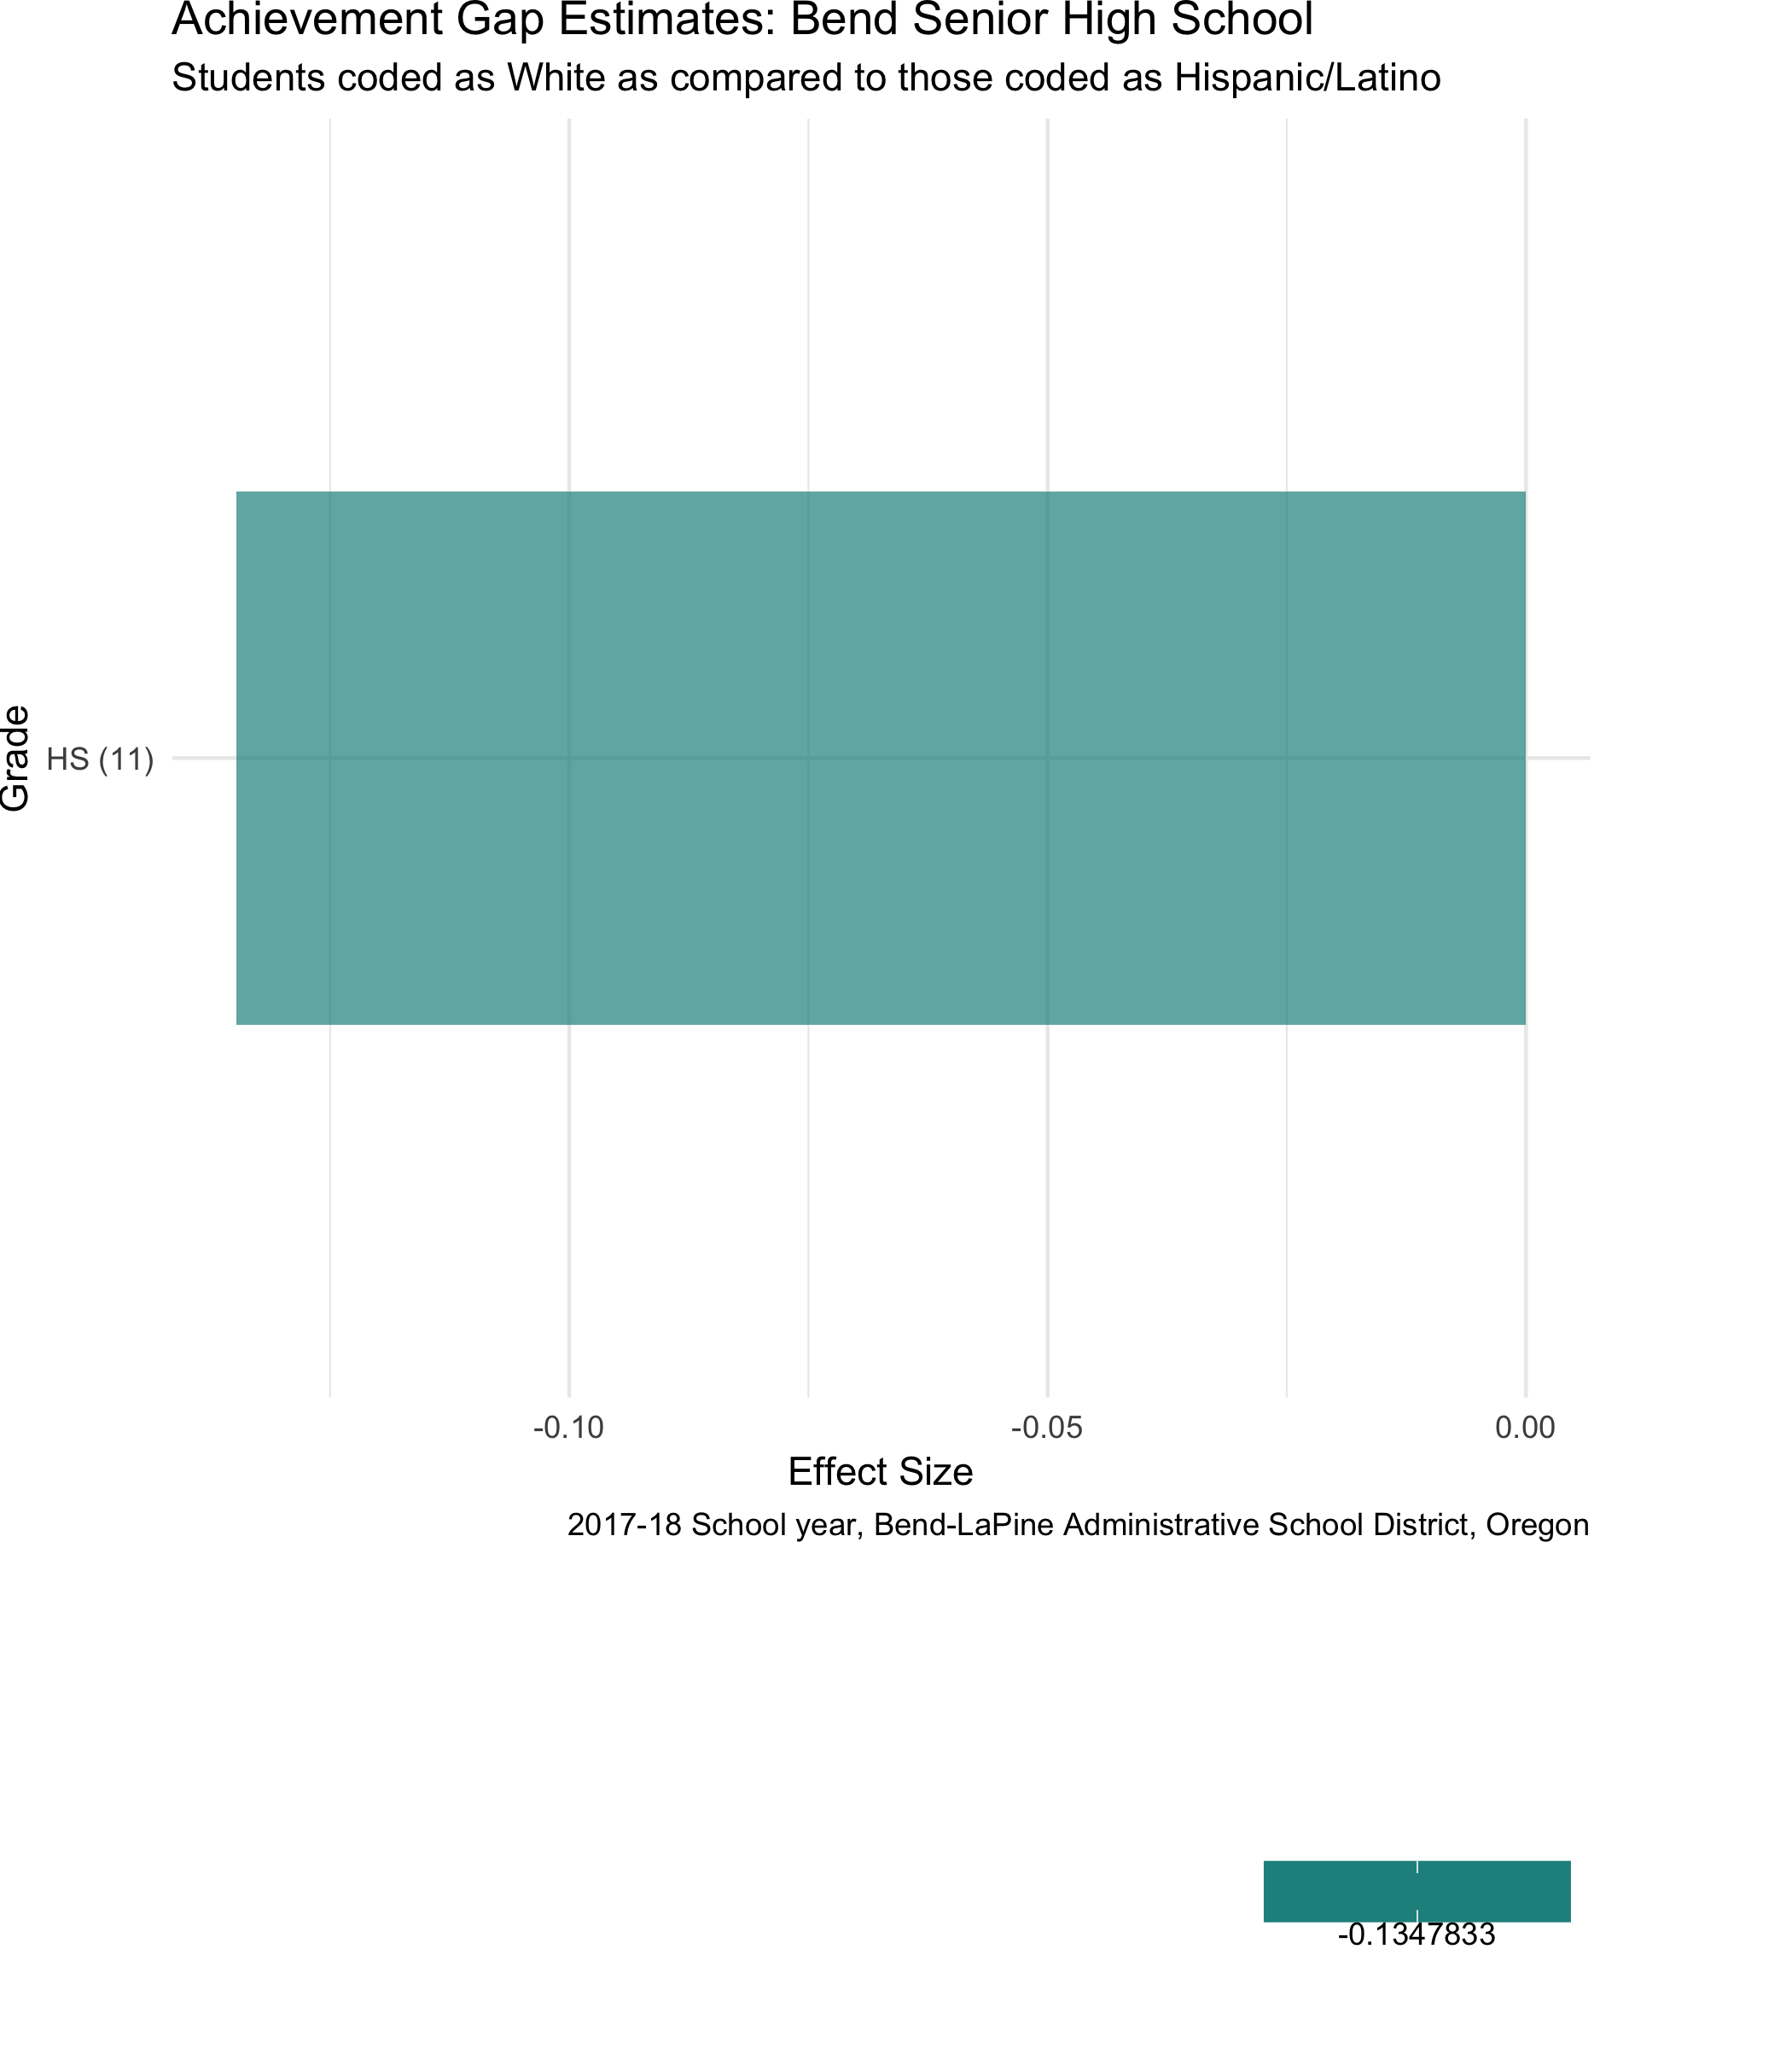 Achievement Gap Estimates: Bend Senior High School
Students coded as White as compared to those coded as Hispanic/Latino
Grade
HS (11)
-0.10
-0.05
0.00
Effect Size
2017-18 School year, Bend-LaPine Administrative School District, Oregon
-0.1347833